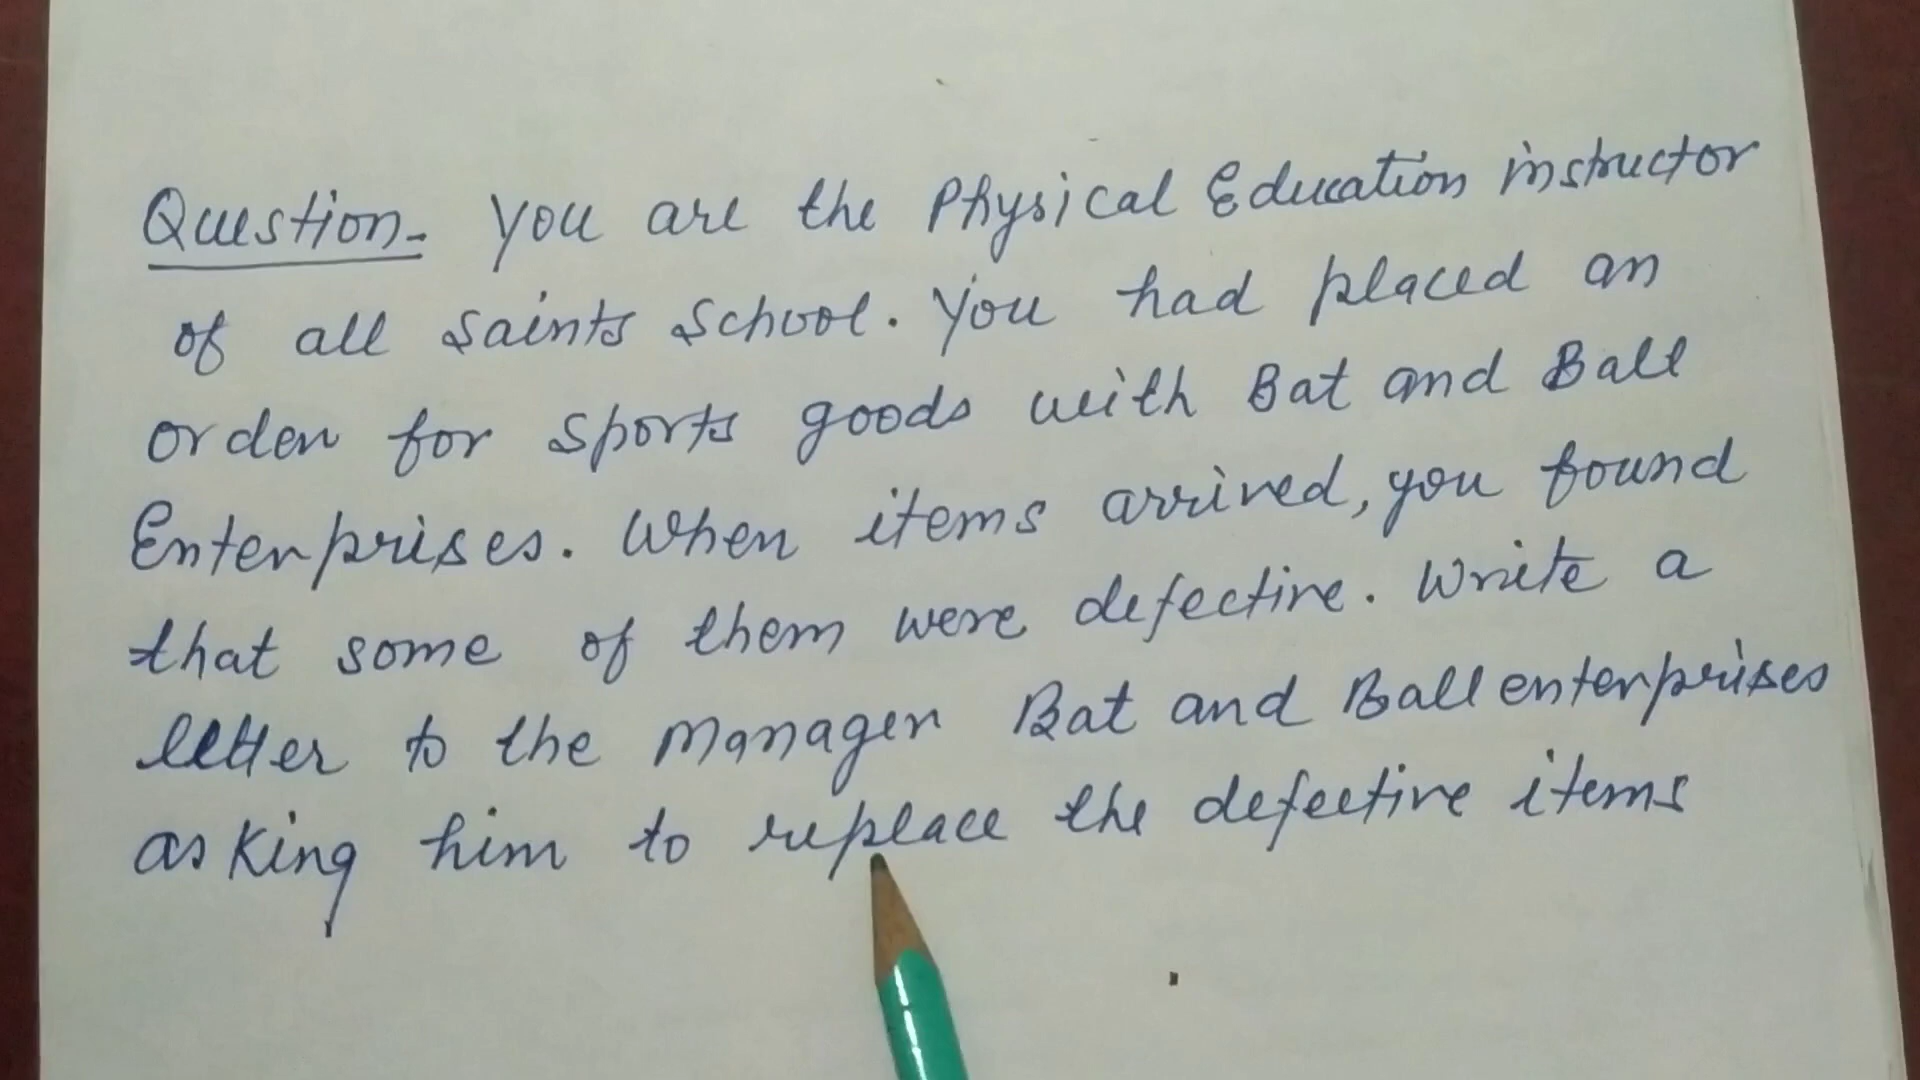 Question- You are the Physical Education instructor
of all Saints School. You had placed an
order for sports goods with Bat and Ball
Enterprises. When items arrived, you found
that some of them were defective. Write a
letter to the Manager Bat and Ball enterprises
asking him to replace the defective items